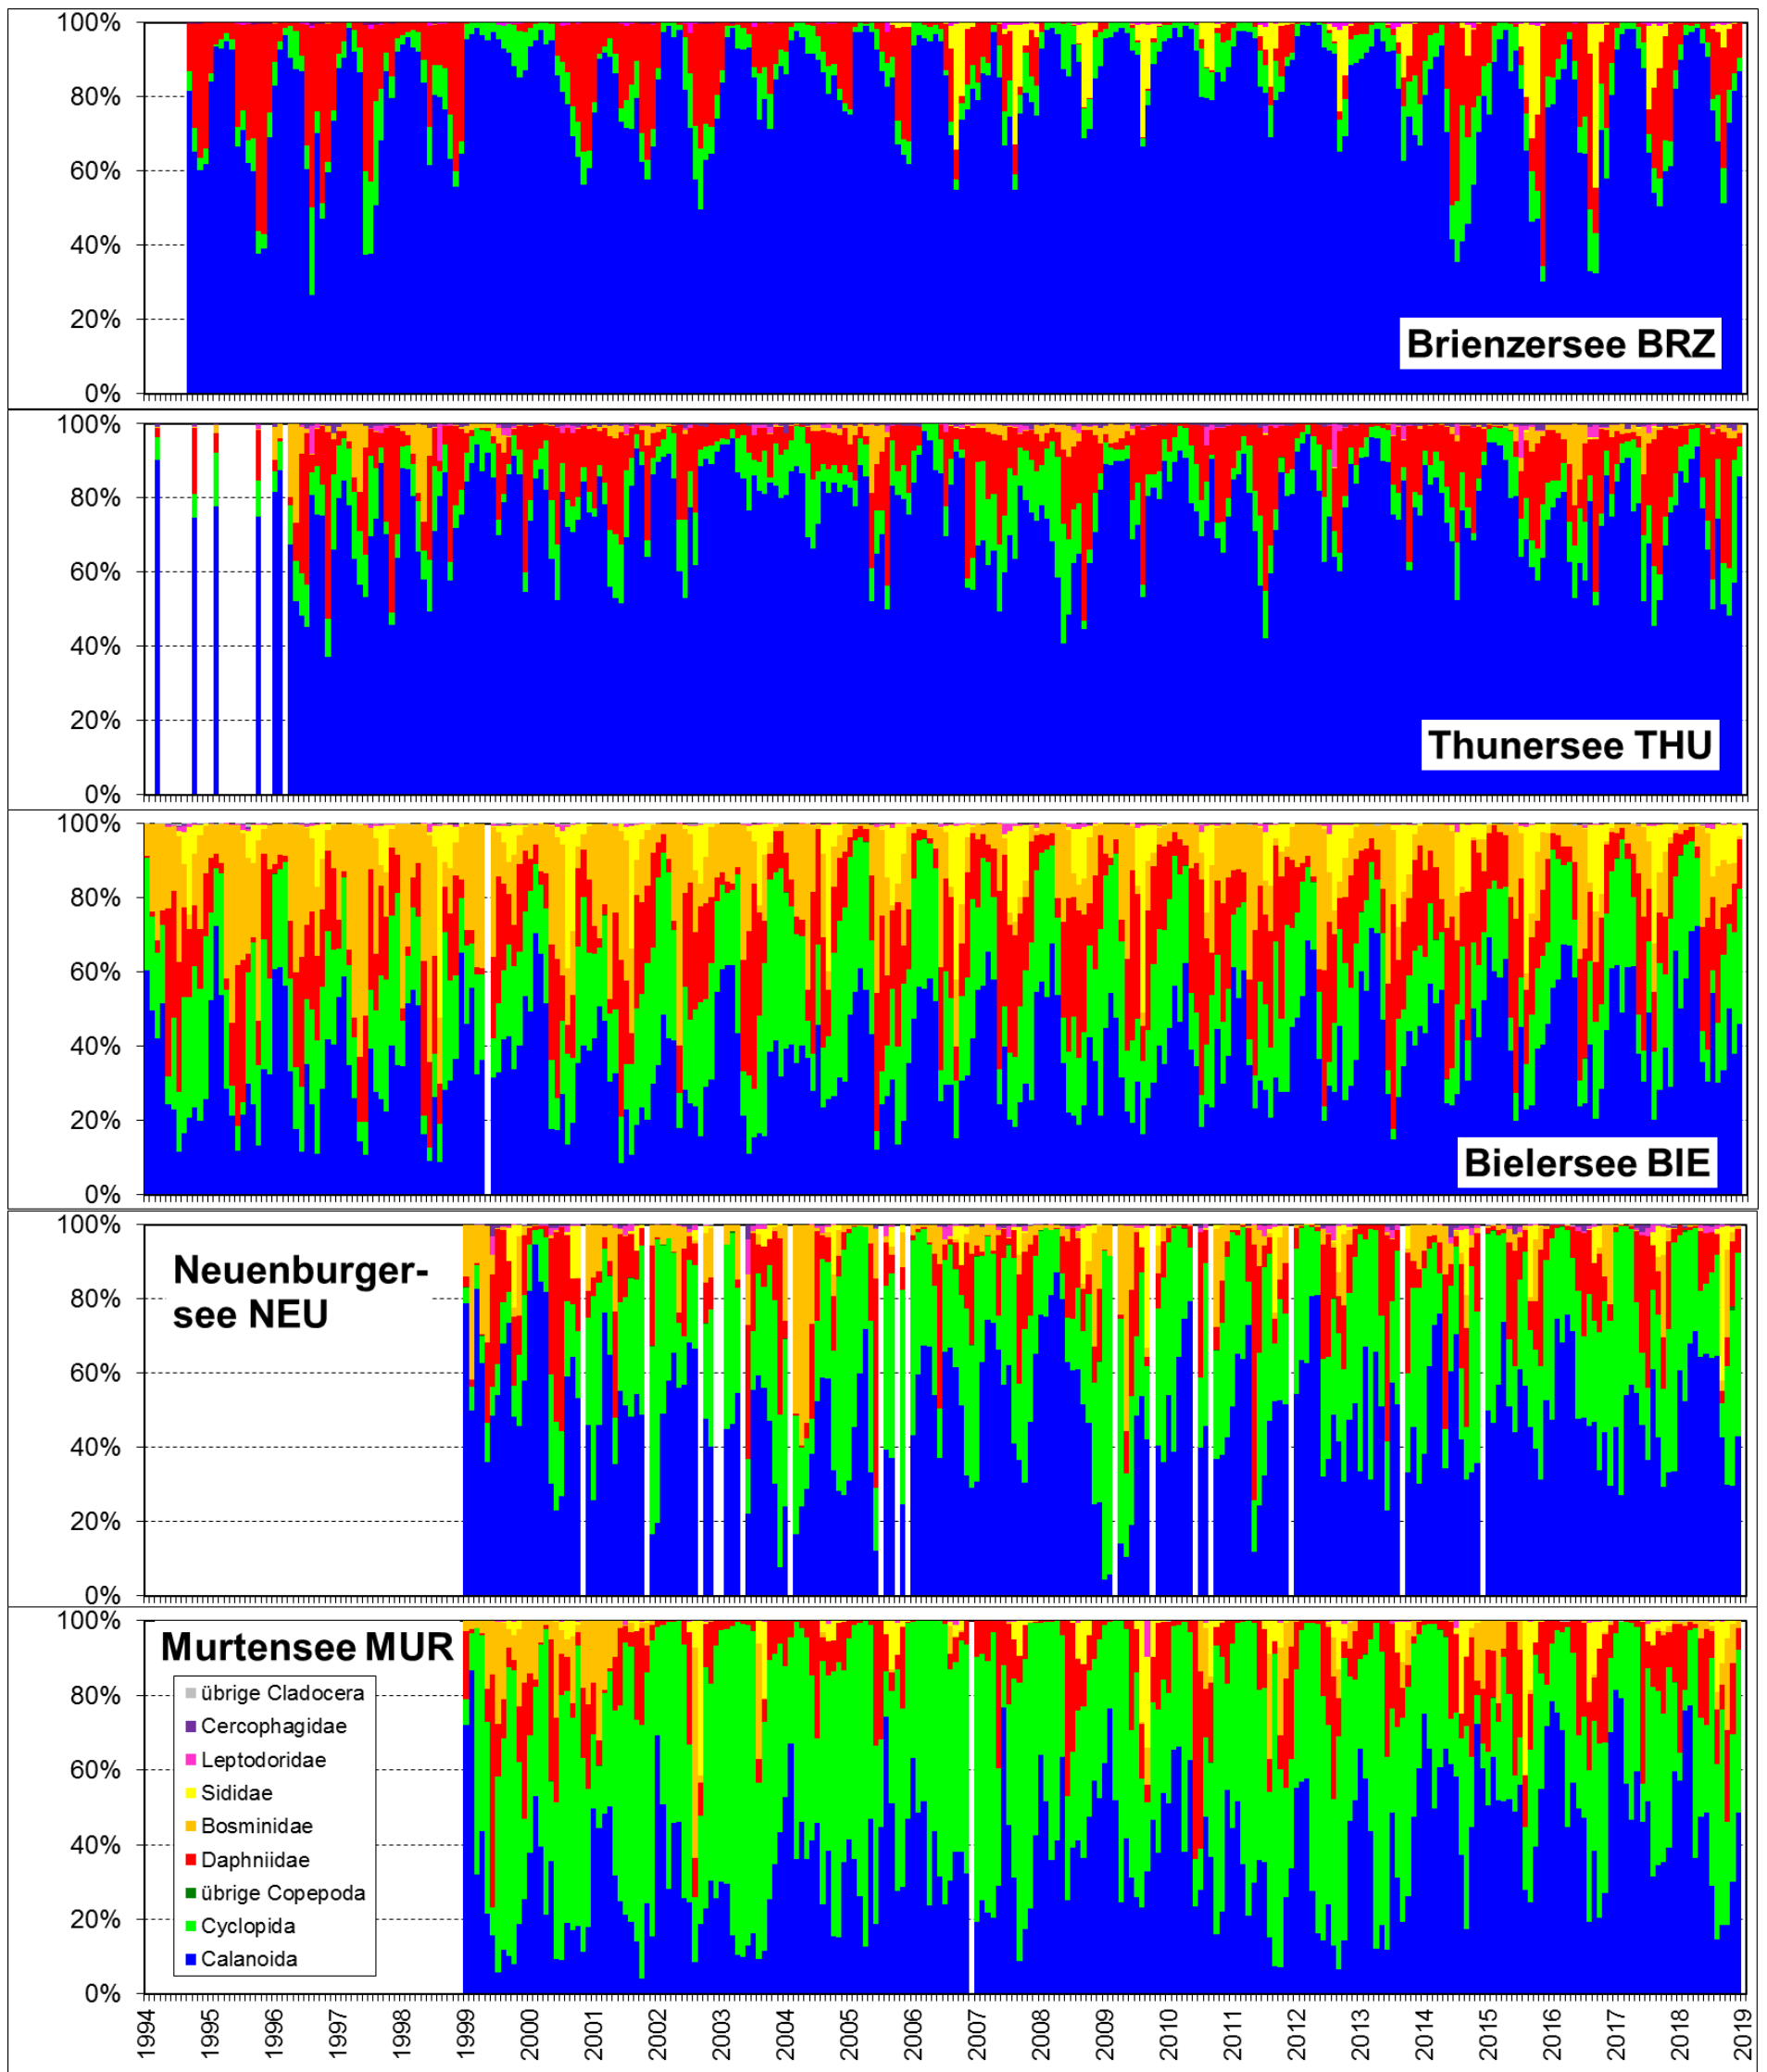 100%
80%
60%
40%
20%
0%
Brienzersee BRZ
100%
80%
60%
40%
20%
0%
Thunersee THU
100%
80%
60%
40%
20%
0%
Bielersee BIE
100%
80%
60%
40%
20%
0%
Neuenburger-
see NEU
100%
80%
60%
40%
20%
0%
Murtensee MUR
übrige Cladocera
Cercophagidae
Leptodoridae
Sididae
Bosminidae
Daphniidae
übrige Copepoda
Cyclopida
Calanoida
1994 1995 1996 1997 1998 1999 2000 2001 2002 2003 2004 2005 2006 2007 2008 2009 2010 2011 2012 2013 2014 2015 2016 2017 2018 2019